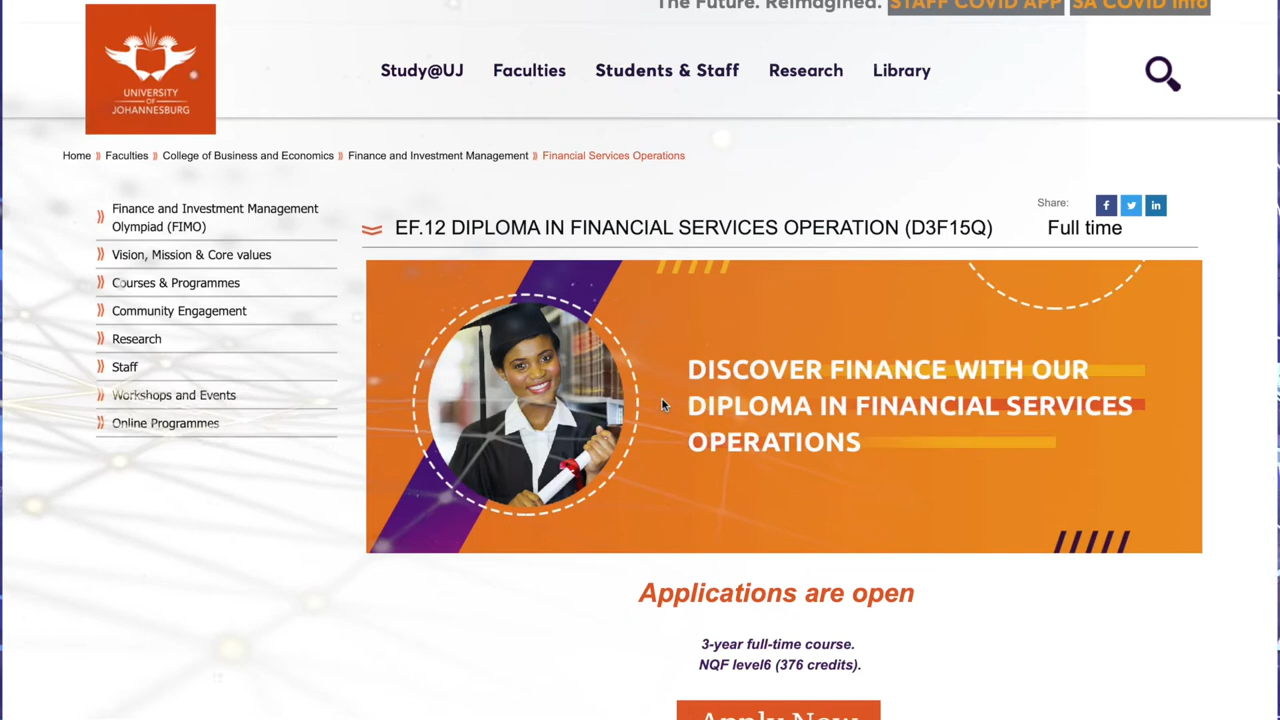 The Future. Reimagined. STAFF COVID APP SA COVID Info
UNIVERSITY
OF
JOHANNESBURG
Study@UJ Faculties Students & Staff Research Library
Home Faculties College of Business and Economics Finance and Investment Management Financial Services Operations
Share:
Finance and Investment Management
Olympiad (FIMO)
Vision, Mission & Core values
Courses & Programmes
Community Engagement
Research
Staff
Workshops and Events
Online Programmes
EF.12 DIPLOMA IN FINANCIAL SERVICES OPERATION (D3F15Q) Full time
DISCOVER FINANCE WITH OUR
DIPLOMA IN FINANCIAL SERVICES
OPERATIONS
Applications are open
3-year full-time course.
NQF level6 (376 credits).
Apply Now